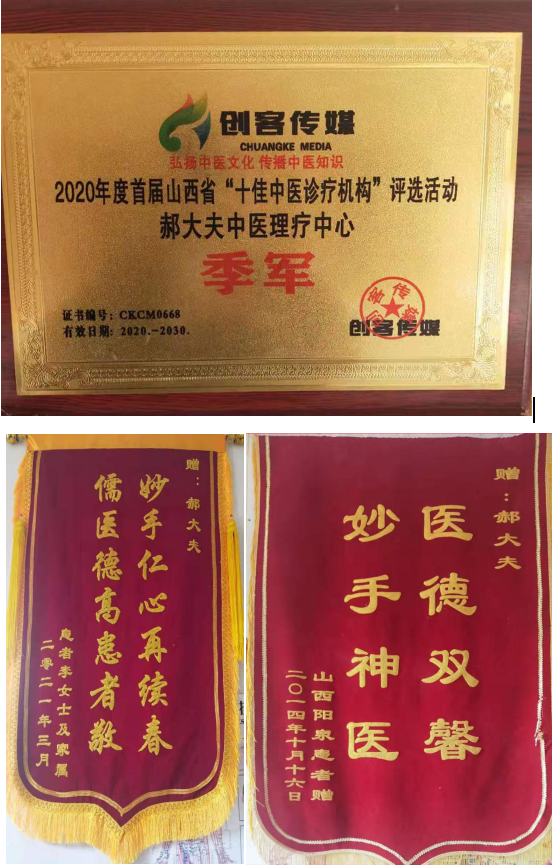 创客传媒
CHUANGKE MEDIA
弘扬中医文化 传播中医知识
2020年度首届山西省“十佳中医诊疗机构”评选活动
郝大夫中医理疗中心
季军
证书编号：CKCM0668
有效日期: 2020.-2030.
创客传媒
创客传媒
赠：郝大夫
妙手仁心再续春
儒医德高患者敬
患者李女士及家属
二零二一年三月
赠：郝大夫
医德双馨
妙手神医
山西阳泉患者赠
二〇一四年十月十六日